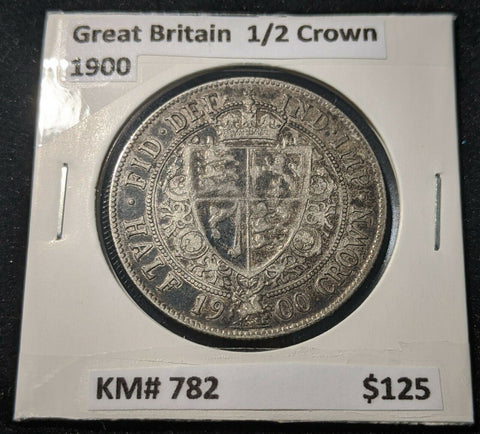 Great Britain 1/2 Crown
1900
FID · DEF IND · IMP
HALF 19 00 CROWN
KM# 782 $125